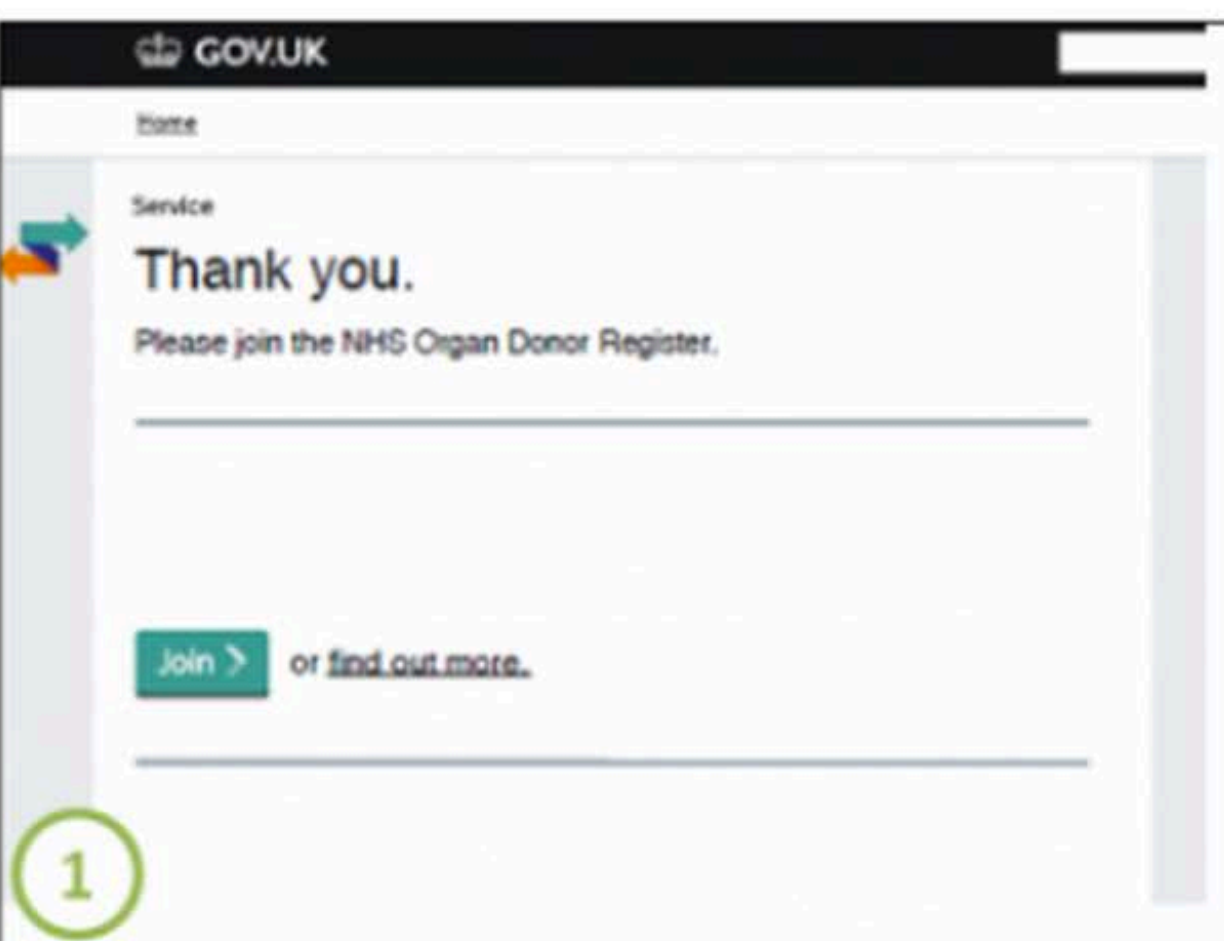 GOV.UK
Home
Service
Thank you.
Please join the NHS Organ Donor Register.
Join > or find out more.
1